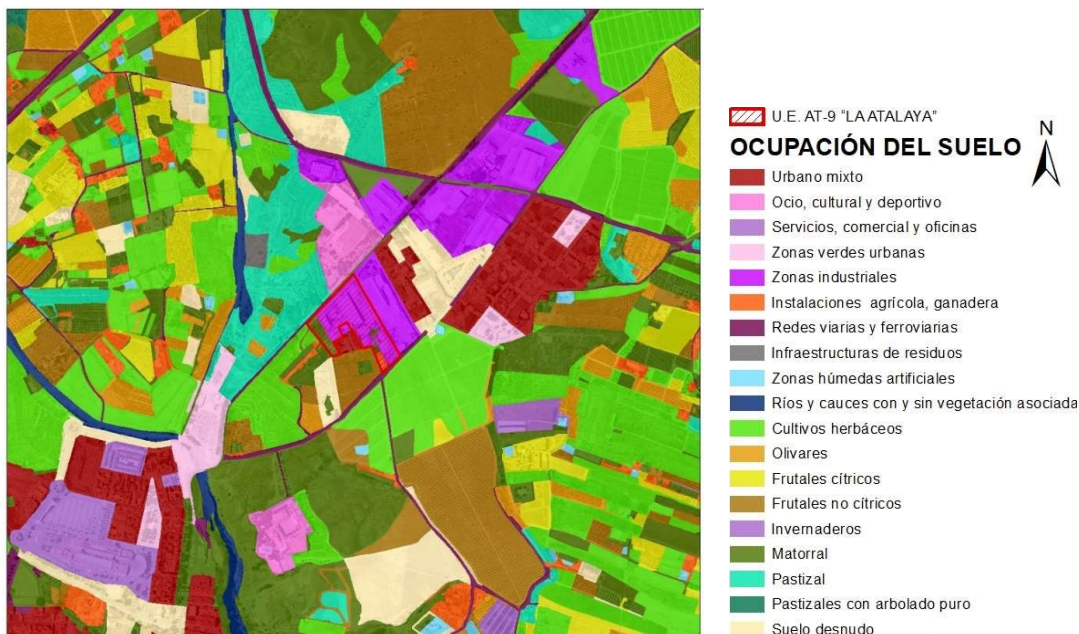 U.E. AT-9 "LA ATALAYA"
OCUPACIÓN DEL SUELO
N
Urbano mixto
Ocio, cultural y deportivo
Servicios, comercial y oficinas
Zonas verdes urbanas
Zonas industriales
Instalaciones agrícola, ganadera
Redes viarias y ferroviarias
Infraestructuras de residuos
Zonas húmedas artificiales
Ríos y cauces con y sin vegetación asociada
Cultivos herbáceos
Olivares
Frutales cítricos
Frutales no cítricos
Invernaderos
Matorral
Pastizal
Pastizales con arbolado puro
Suelo desnudo